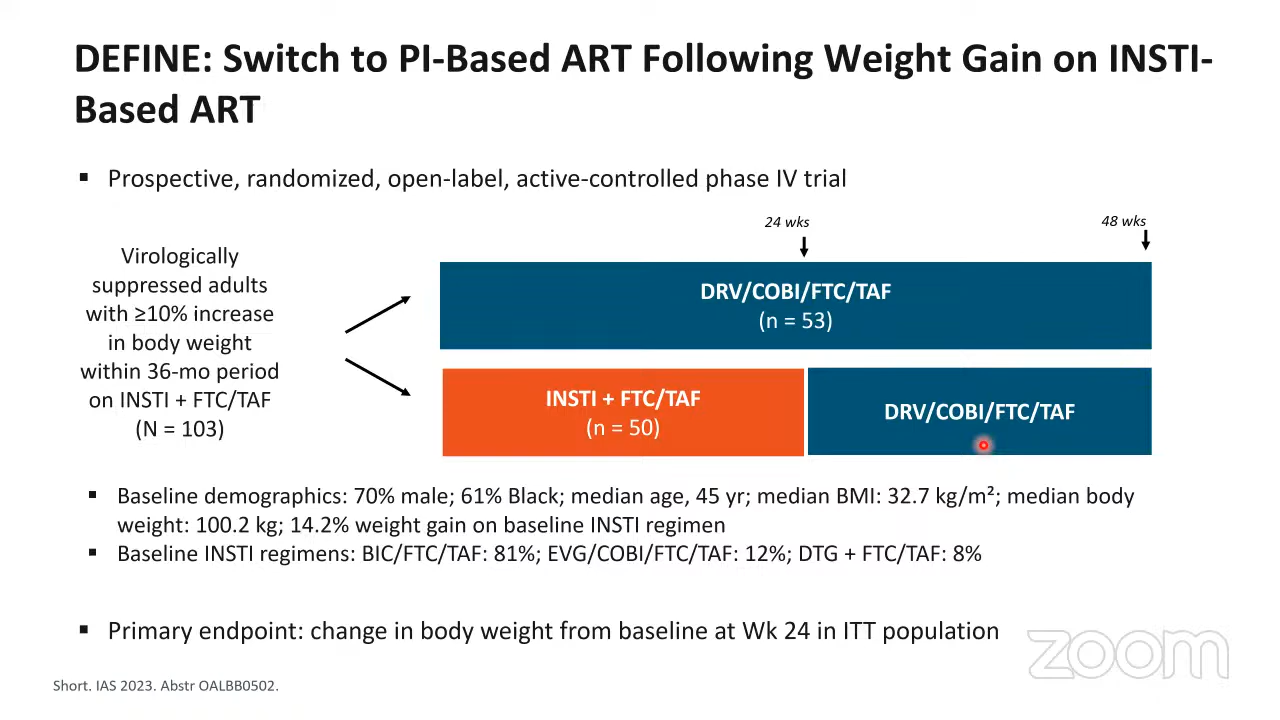 DEFINE: Switch to PI-Based ART Following Weight Gain on INSTI-
Based ART
▪ Prospective, randomized, open-label, active-controlled phase IV trial
24 wks
48 wks
Virologically
suppressed adults
with ≥10% increase
in body weight
within 36-mo period
on INSTI + FTC/TAF
(N = 103)
DRV/COBI/FTC/TAF
(n = 53)
INSTI + FTC/TAF
(n = 50)
DRV/COBI/FTC/TAF
▪ Baseline demographics: 70% male; 61% Black; median age, 45 yr; median BMI: 32.7 kg/m²; median body
weight: 100.2 kg; 14.2% weight gain on baseline INSTI regimen
▪ Baseline INSTI regimens: BIC/FTC/TAF: 81%; EVG/COBI/FTC/TAF: 12%; DTG + FTC/TAF: 8%
▪ Primary endpoint: change in body weight from baseline at Wk 24 in ITT population
zoom
Short. IAS 2023. Abstr OALBB0502.